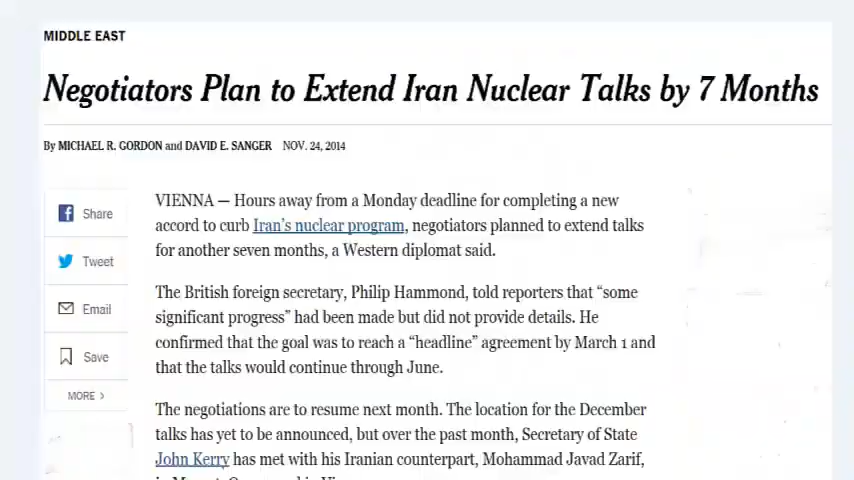 MIDDLE EAST
Negotiators Plan to Extend Iran Nuclear Talks by 7 Months
By MICHAEL R. GORDON and DAVID E. SANGER NOV. 24, 2014
VIENNA — Hours away from a Monday deadline for completing a new
accord to curb Iran's nuclear program, negotiators planned to extend talks
for another seven months, a Western diplomat said.
The British foreign secretary, Philip Hammond, told reporters that “some
significant progress” had been made but did not provide details. He
confirmed that the goal was to reach a “headline” agreement by March 1 and
that the talks would continue through June.
The negotiations are to resume next month. The location for the December
talks has yet to be announced, but over the past month, Secretary of State
John Kerry has met with his Iranian counterpart, Mohammad Javad Zarif,
Share
Tweet
Email
Save
MORE >